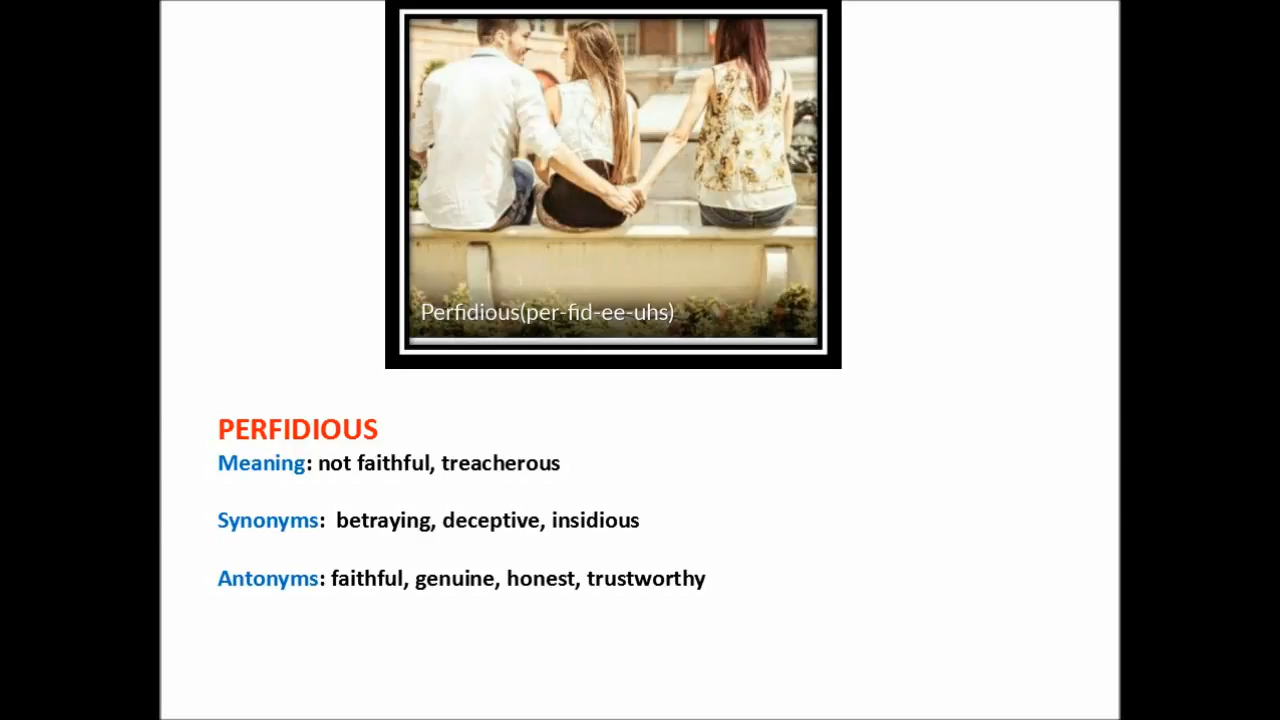 Perfidious(per-fid-ee-uhs)
PERFIDIOUS
Meaning: not faithful, treacherous
Synonyms:  betraying, deceptive, insidious
Antonyms: faithful, genuine, honest, trustworthy